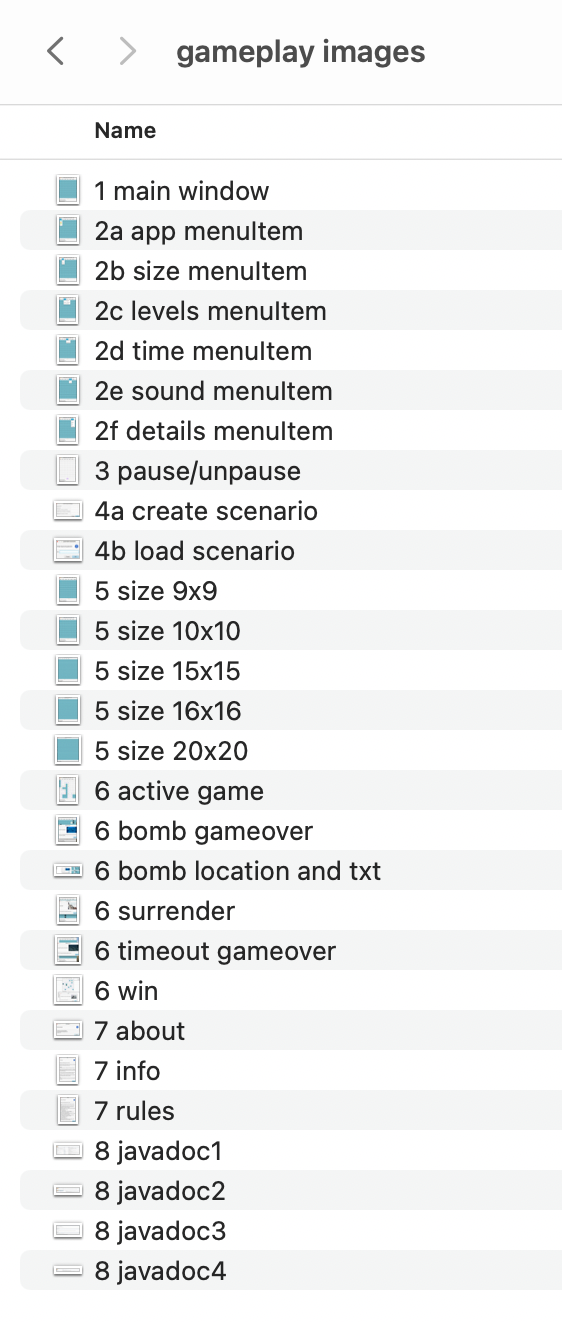 gameplay images
Name
1 main window
2a app menuItem
2b size menuItem
2c levels menuItem
2d time menuItem
2e sound menuItem
2f details menuItem
3 pause/unpause
4a create scenario
4b load scenario
5 size 9x9
5 size 10x10
5 size 15x15
5 size 16x16
5 size 20x20
6 active game
6 bomb gameover
6 bomb location and txt
6 surrender
6 timeout gameover
6 win
7 about
7 info
7 rules
8 javadoc1
8 javadoc2
8 javadoc3
8 javadoc4